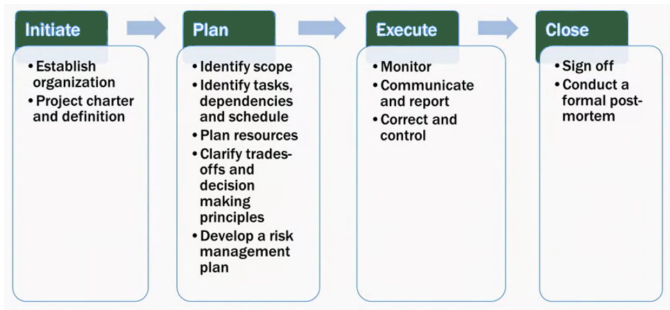 Initiate
• Establish
organization
• Project charter
and definition
Plan
• Identify scope
• Identify tasks,
dependencies
and schedule
• Plan resources
• Clarify trades-
offs and
decision
making
principles
• Develop a risk
management
plan
Execute
• Monitor
• Communicate
and report
• Correct and
control
Close
• Sign off
• Conduct a
formal post-
mortem